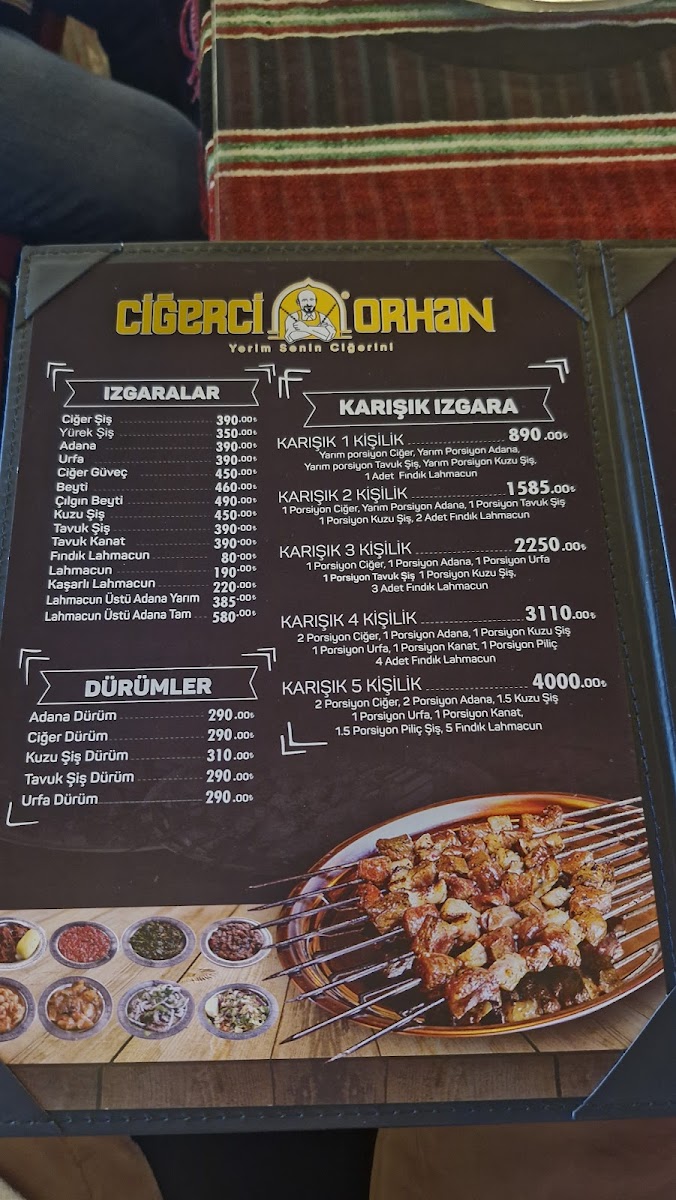 CİĞERCİ ORHAN
Yerim Senin Ciğerini
IZGARALAR
Ciğer Şiş 390.00₺
Yürek Şiş 350.00₺
Adana 390.00₺
Urfa 390.00₺
Ciğer Güveç 450.00₺
Beyti 460.00₺
Çılgın Beyti 490.00₺
Kuzu Şiş 450.00₺
Tavuk Şiş 390.00₺
Tavuk Kanat 390.00₺
Fındık Lahmacun 80.00₺
Lahmacun 190.00₺
Kaşarlı Lahmacun 220.00₺
Lahmacun Üstü Adana Yarım 385.00₺
Lahmacun Üstü Adana Tam 580.00₺
DÜRÜMLER
Adana Dürüm 290.00₺
Ciğer Dürüm 290.00₺
Kuzu Şiş Dürüm 310.00₺
Tavuk Şiş Dürüm 290.00₺
Urfa Dürüm 290.00₺
KARIŞIK IZGARA
KARIŞIK 1 KİŞİLİK 890.00₺
Yarım porsiyon Ciğer, Yarım Porsiyon Adana,
Yarım porsiyon Tavuk Şiş, Yarım Porsiyon Kuzu Şiş,
1 Adet Fındık Lahmacun
KARIŞIK 2 KİŞİLİK 1585.00₺
1 Porsiyon Ciğer, Yarım Porsiyon Adana, 1 Porsiyon Tavuk Şiş
1 Porsiyon Kuzu Şiş, 2 Adet Fındık Lahmacun
KARIŞIK 3 KİŞİLİK 2250.00₺
1 Porsiyon Ciğer, 1 Porsiyon Adana, 1 Porsiyon Urfa
1 Porsiyon Tavuk Şiş 1 Porsiyon Kuzu Şiş,
3 Adet Fındık Lahmacun
KARIŞIK 4 KİŞİLİK 3110.00₺
2 Porsiyon Ciğer, 1 Porsiyon Adana, 1 Porsiyon Kuzu Şiş
1 Porsiyon Urfa, 1 Porsiyon Kanat, 1 Porsiyon Piliç
4 Adet Fındık Lahmacun
KARIŞIK 5 KİŞİLİK 4000.00₺
2 Porsiyon Ciğer, 2 Porsiyon Adana, 1.5 Kuzu Şiş
1 Porsiyon Urfa, 1 Porsiyon Kanat,
1.5 Porsiyon Piliç Şiş, 5 Fındık Lahmacun